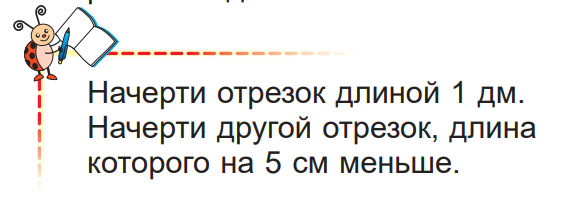 Начерти отрезок длиной 1 дм.
Начерти другой отрезок, длина
которого на 5 см меньше.